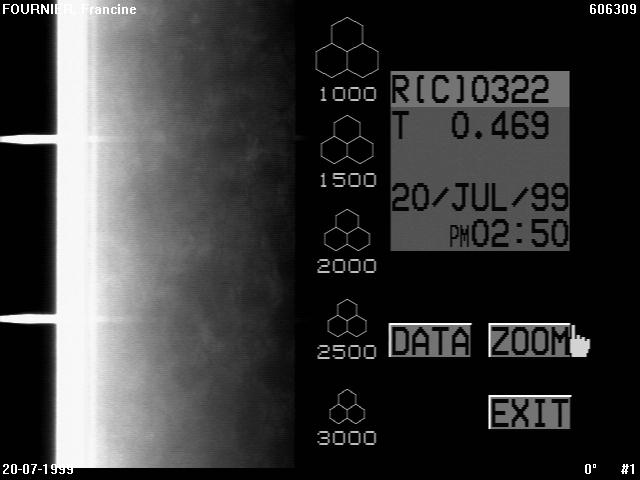 FOURNIER, Francine
606309
1000
1500
2000
2500
3000
R[C]0322
T 0.469
20/JUL/99
PM02:50
DATA
ZOOM
EXIT
20-07-1999
0° #1